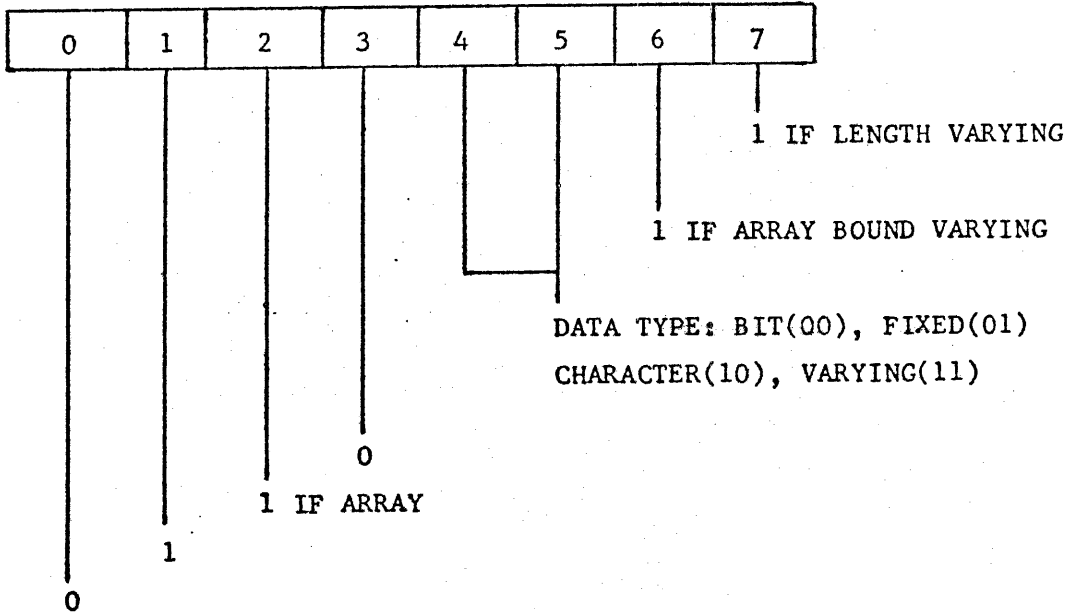 0 1 2 3 4 5 6 7
1 IF LENGTH VARYING
1 IF ARRAY BOUND VARYING
DATA TYPE: BIT(00), FIXED(01)
CHARACTER(10), VARYING(11)
0
1 IF ARRAY
1
0